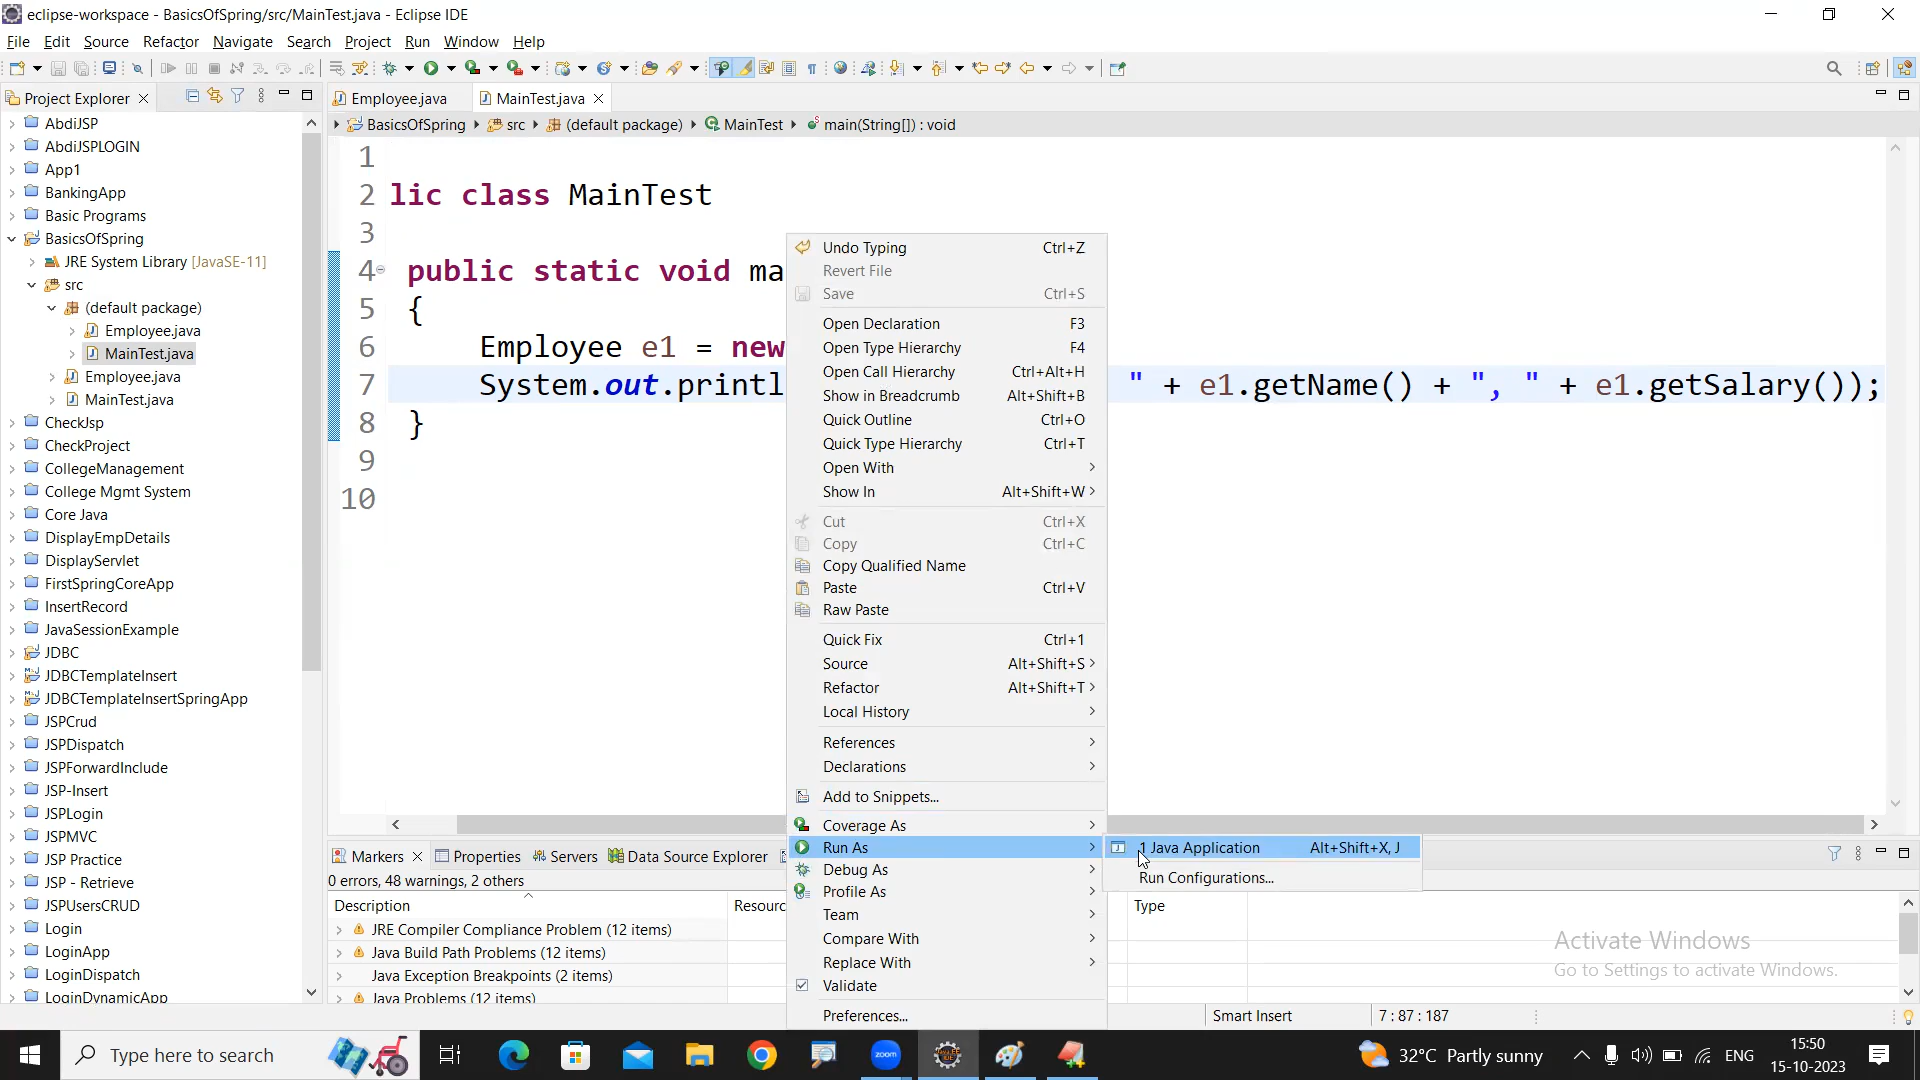 eclipse-workspace - BasicsOfSpring/src/MainTest.java - Eclipse IDE
File Edit Source Refactor Navigate Search Project Run Window Help
Project Explorer
Employee.java
MainTest.java
BasicsOfSpring src (default package) MainTest main(String[]) : void
AbdiJSP
AbdiJSPLOGIN
App1
BankingApp
Basic Programs
BasicsOfSpring
JRE System Library [JavaSE-11]
src
(default package)
Employee.java
MainTest.java
Employee.java
MainTest.java
CheckJsp
CheckProject
CollegeManagement
College Mgmt System
Core Java
DisplayEmpDetails
DisplayServlet
FirstSpringCoreApp
InsertRecord
JavaSessionExample
JDBC
JDBCTemplateInsert
JDBCTemplateInsertSpringApp
JSPCrud
JSPDispatch
JSPForwardInclude
JSP-Insert
JSPLogin
JSPMVC
JSP Practice
JSP - Retrieve
JSPUsersCRUD
Login
LoginApp
LoginDispatch
LoginDynamicApp
1
2 lic class MainTest
3
4 public static void ma
5 {
6 Employee e1 = new
7 System.out.printl " + e1.getName() + ", " + e1.getSalary());
8 }
9
10
Undo Typing Ctrl+Z
Revert File
Save Ctrl+S
Open Declaration F3
Open Type Hierarchy F4
Open Call Hierarchy Ctrl+Alt+H
Show in Breadcrumb Alt+Shift+B
Quick Outline Ctrl+O
Quick Type Hierarchy Ctrl+T
Open With
Show In Alt+Shift+W
Cut Ctrl+X
Copy Ctrl+C
Copy Qualified Name
Paste Ctrl+V
Raw Paste
Quick Fix Ctrl+1
Source Alt+Shift+S
Refactor Alt+Shift+T
Local History
References
Declarations
Add to Snippets...
Coverage As
Run As
Debug As
Profile As
Team
Compare With
Replace With
Validate
Preferences...
1 Java Application Alt+Shift+X, J
Run Configurations...
Markers Properties Servers Data Source Explorer
0 errors, 48 warnings, 2 others
Description Resourc Type
JRE Compiler Compliance Problem (12 items)
Java Build Path Problems (12 items)
Java Exception Breakpoints (2 items)
Java Problems (12 items)
Activate Windows
Go to Settings to activate Windows.
Smart Insert 7 : 87 : 187
Type here to search
zoom
32°C Partly sunny
ENG
15:50
15-10-2023